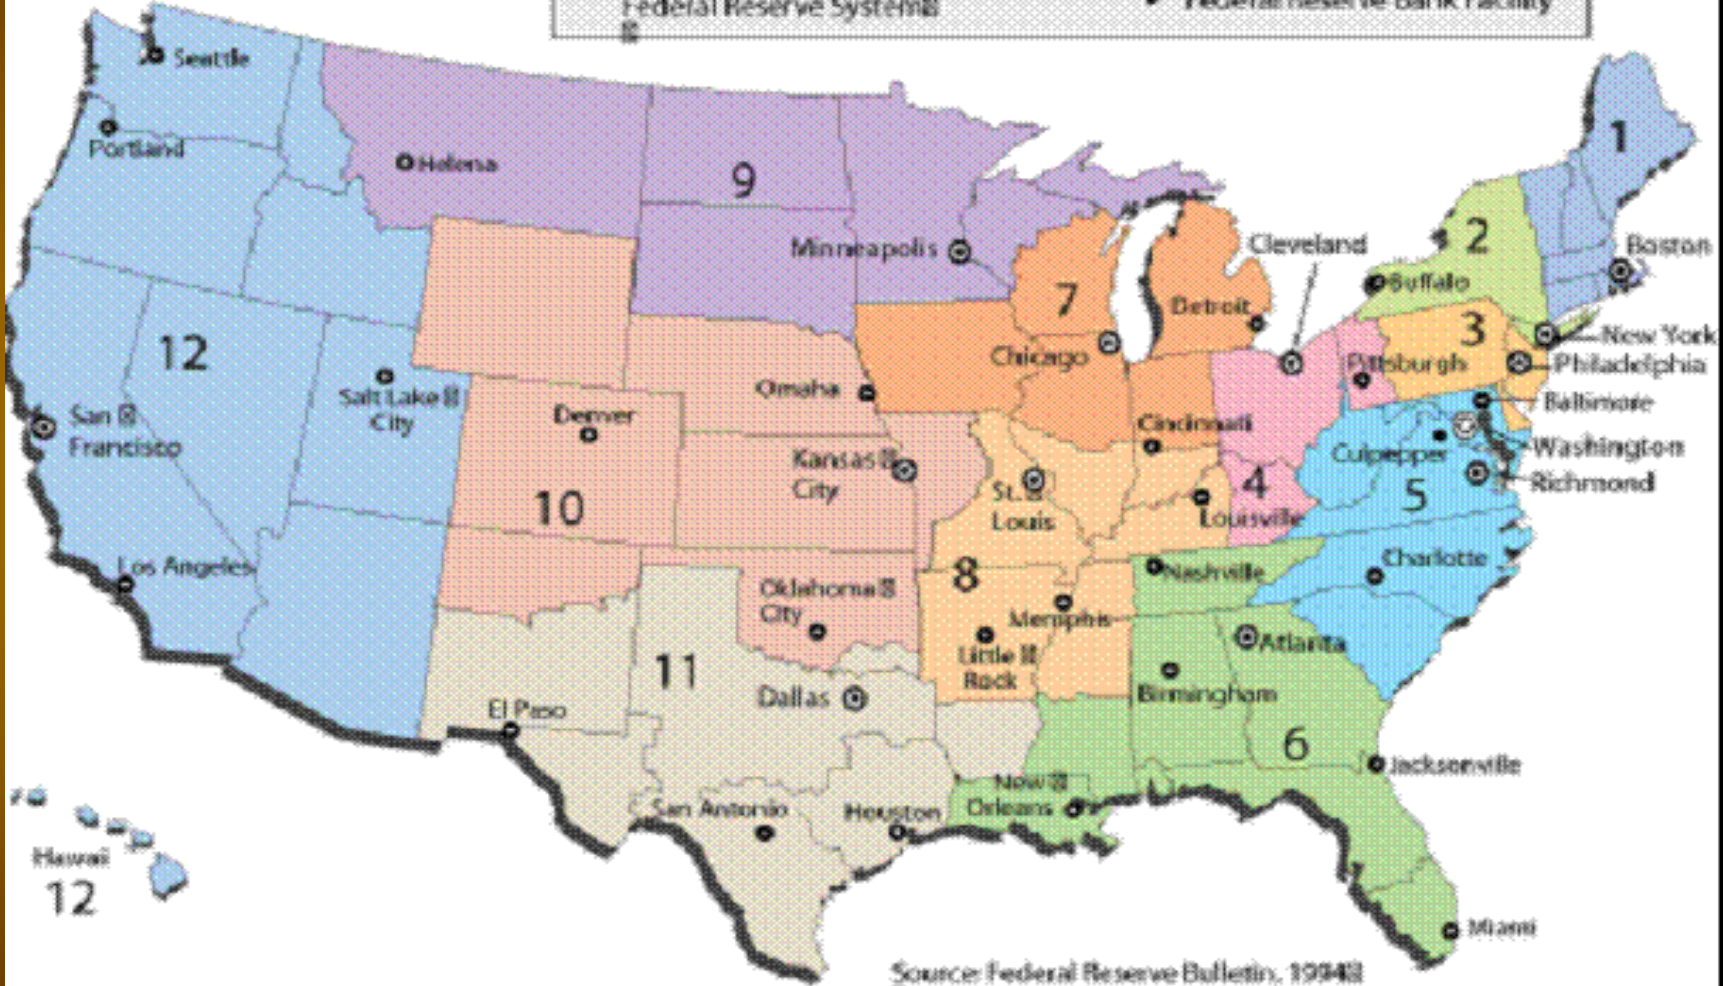 Federal Reserve System
Federal Reserve Bank Facility
Seattle
Portland
Helena
9
1
Minneapolis
Cleveland
2
Boston
Buffalo
7
Detroit
3
New York
12
Chicago
Pittsburgh
Philadelphia
Omaha
Salt Lake
City
Denver
Baltimore
San
Francisco
Cincinnati
Kansas
City
Culpepper
Washington
St.
Louis
4
5
Richmond
10
Louisville
Los Angeles
Charlotte
Oklahoma
City
8
Nashville
Memphis
Atlanta
Little
Rock
11
Dallas
Birmingham
El Paso
6
Jacksonville
New
Orleans
San Antonio
Houston
Hawaii
12
Miami
Source: Federal Reserve Bulletin, 1994